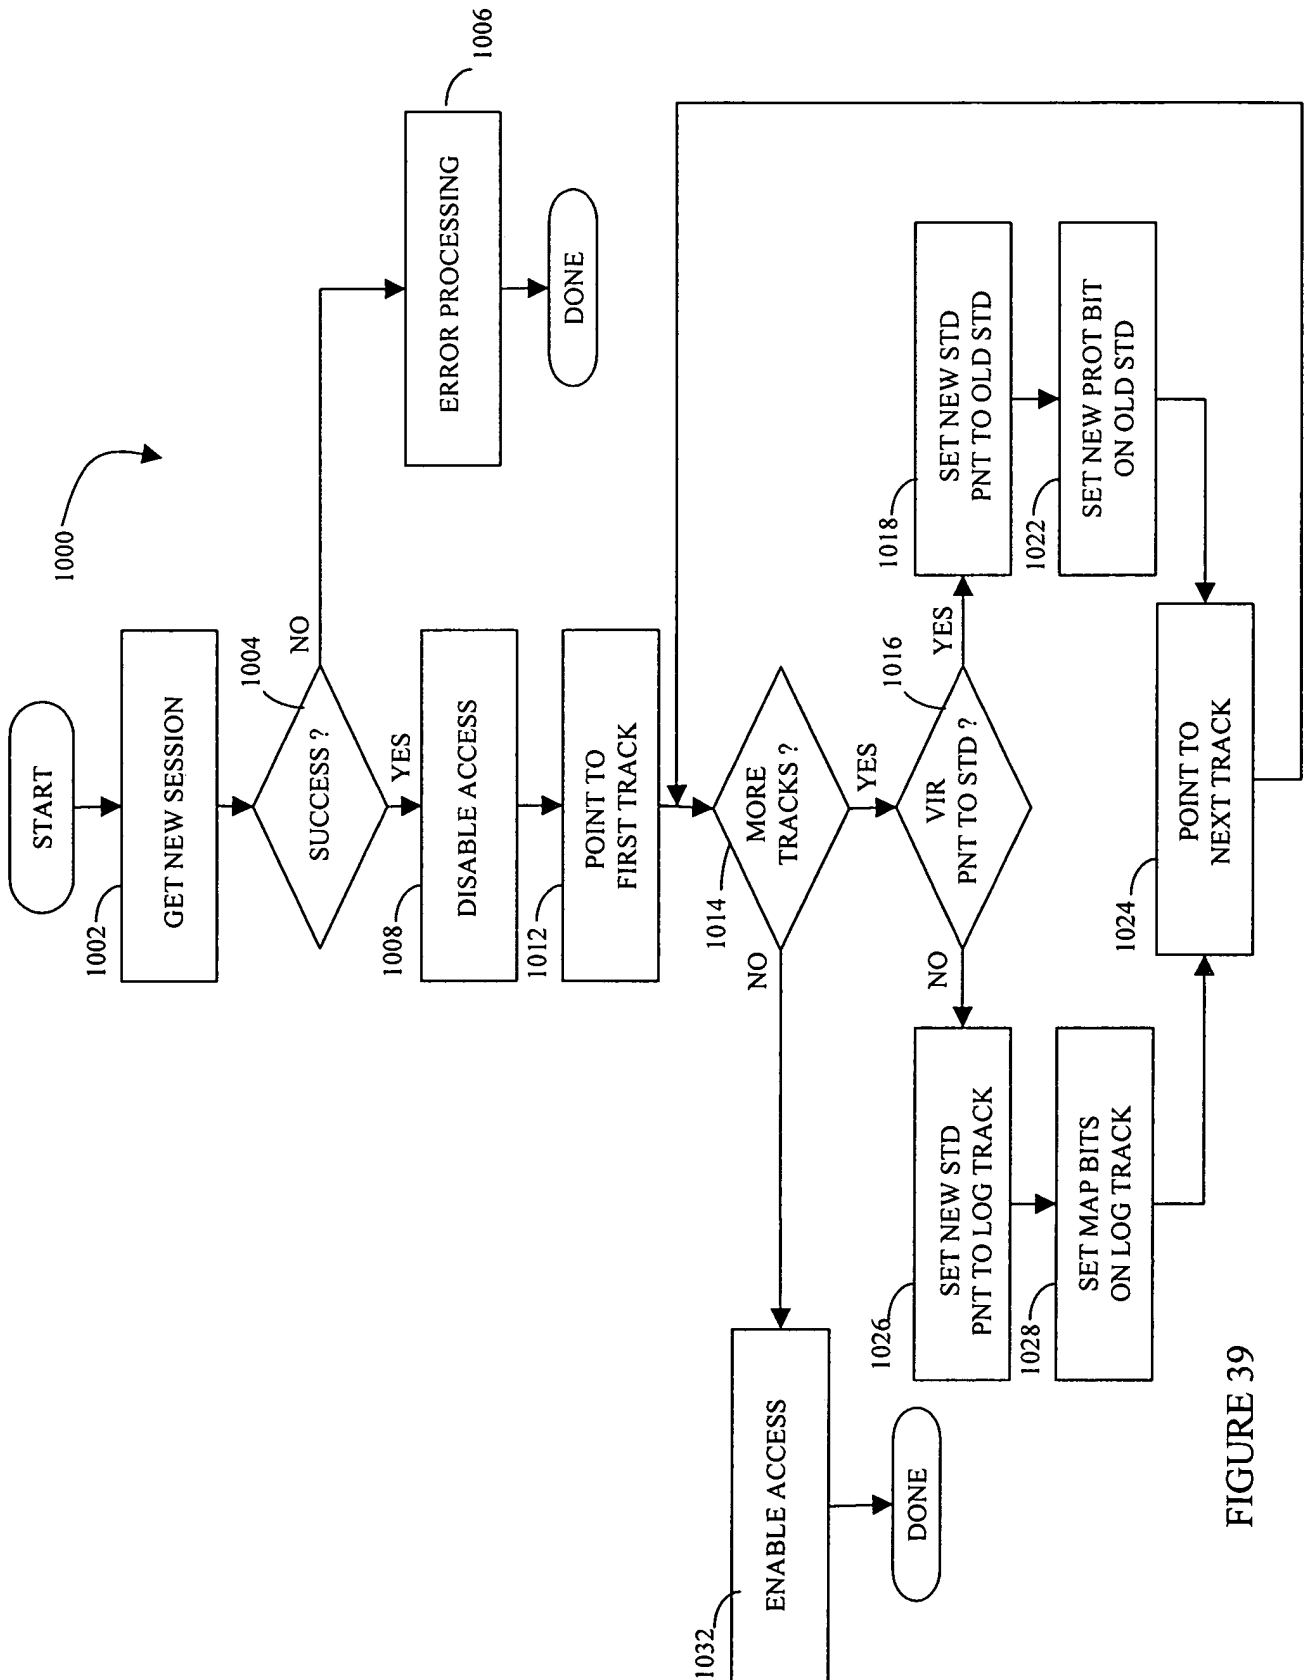 1000
START
1002
GET NEW SESSION
1004
SUCCESS ?
NO
1006
ERROR PROCESSING
DONE
YES
1008
DISABLE ACCESS
1012
POINT TO
FIRST TRACK
1014
MORE
TRACKS ?
NO
YES
1032
ENABLE ACCESS
DONE
1016
VIR
PNT TO STD ?
NO
YES
1018
SET NEW STD
PNT TO OLD STD
1022
SET NEW PROT BIT
ON OLD STD
1026
SET NEW STD
PNT TO LOG TRACK
1028
SET MAP BITS
ON LOG TRACK
1024
POINT TO
NEXT TRACK
FIGURE 39